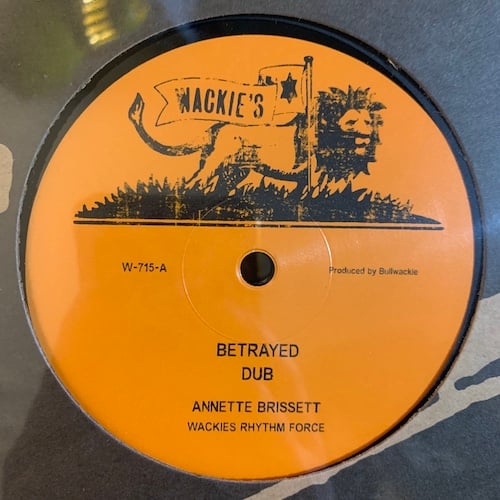 WACKIE'S
W-715-A
Produced by Bullwackie
BETRAYED
DUB
ANNETTE BRISSETT
WACKIES RHYTHM FORCE